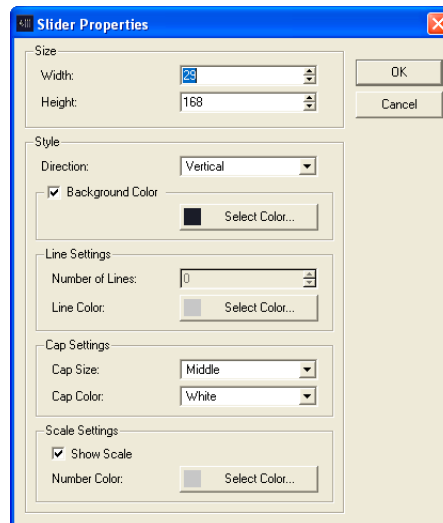 Slider Properties
Size
Width: 29
OK
Height: 168
Cancel
Style
Direction: Vertical
Background Color
Select Color...
Line Settings
Number of Lines: 0
Line Color: Select Color...
Cap Settings
Cap Size: Middle
Cap Color: White
Scale Settings
Show Scale
Number Color: Select Color...